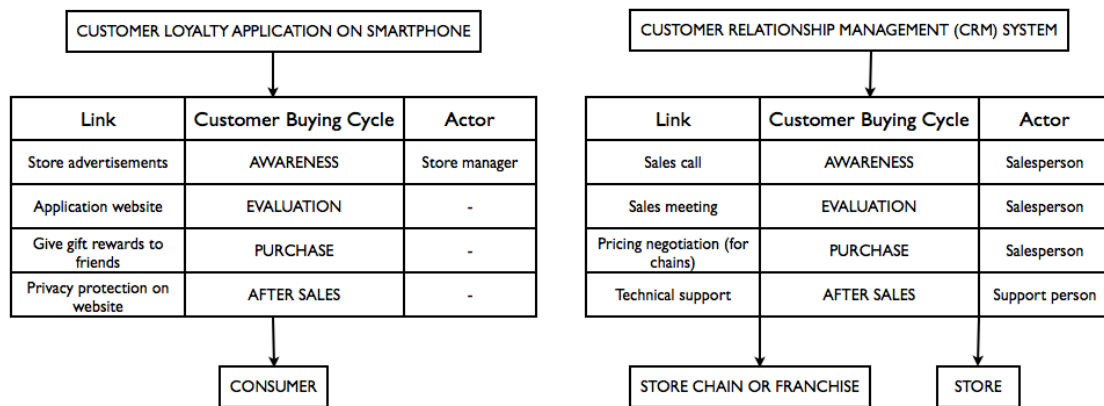 CUSTOMER LOYALTY APPLICATION ON SMARTPHONE
Link Customer Buying Cycle Actor
Store advertisements AWARENESS Store manager
Application website EVALUATION -
Give gift rewards to
friends PURCHASE -
Privacy protection on
website AFTER SALES -
CONSUMER
CUSTOMER RELATIONSHIP MANAGEMENT (CRM) SYSTEM
Link Customer Buying Cycle Actor
Sales call AWARENESS Salesperson
Sales meeting EVALUATION Salesperson
Pricing negotiation (for
chains) PURCHASE Salesperson
Technical support AFTER SALES Support person
STORE CHAIN OR FRANCHISE STORE